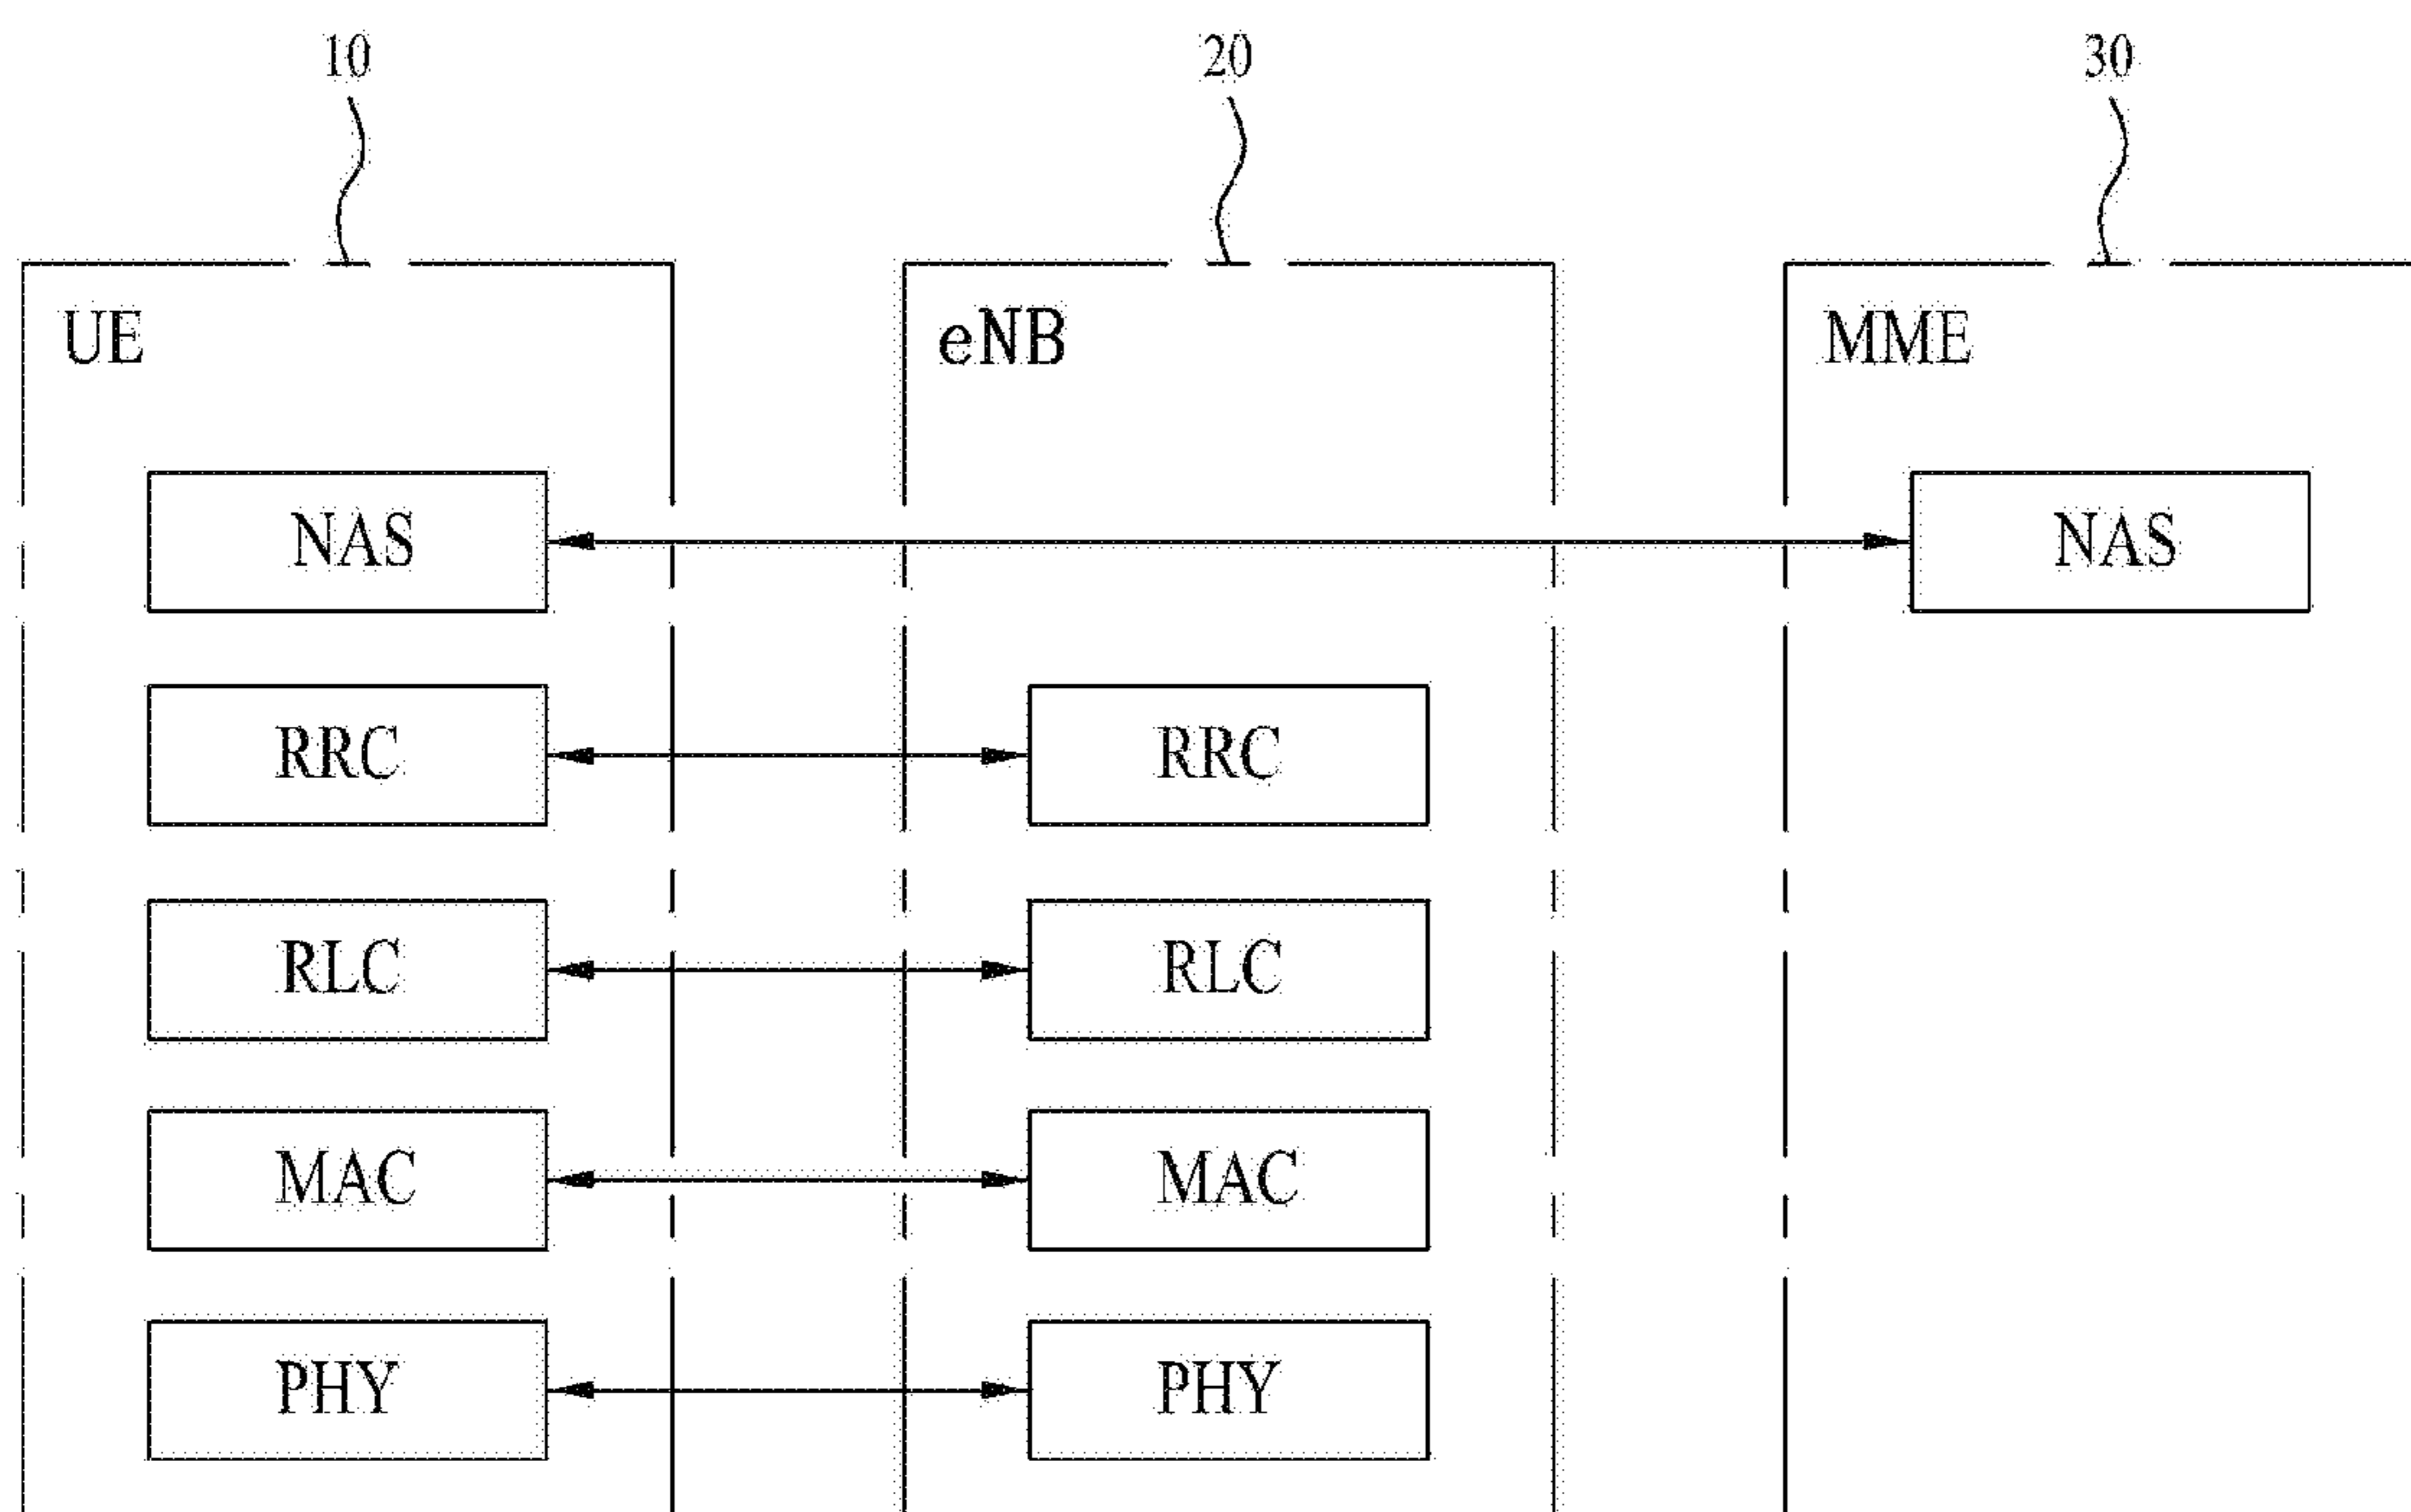 10 20 30
UE eNB MME
NAS NAS
RRC RRC
RLC RLC
MAC MAC
PHY PHY